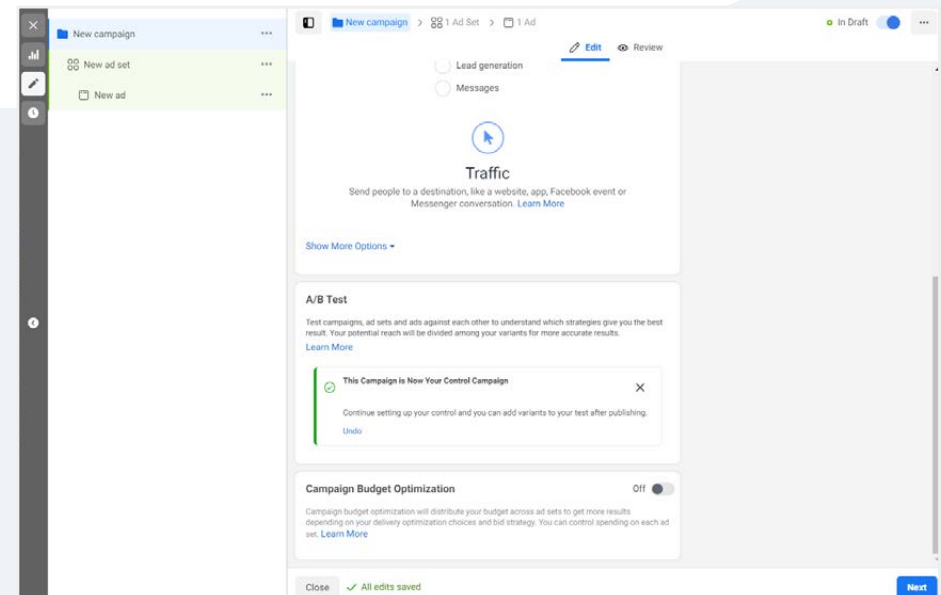 New campaign
New ad set
New ad
New campaign > 1 Ad Set > 1 Ad
In Draft
Edit
Review
Lead generation
Messages
Traffic
Send people to a destination, like a website, app, Facebook event or
Messenger conversation. Learn More
Show More Options
A/B Test
Test campaigns, ad sets and ads against each other to understand which strategies give you the best
result. Your potential reach will be divided among your variants for more accurate results.
Learn More
This Campaign is Now Your Control Campaign
Continue setting up your control and you can add variants to your test after publishing.
Undo
Campaign Budget Optimization
Off
Campaign budget optimization will distribute your budget across ad sets to get more results
depending on your delivery optimization choices and bid strategy. You can control spending on each ad
set. Learn More
Close
All edits saved
Next